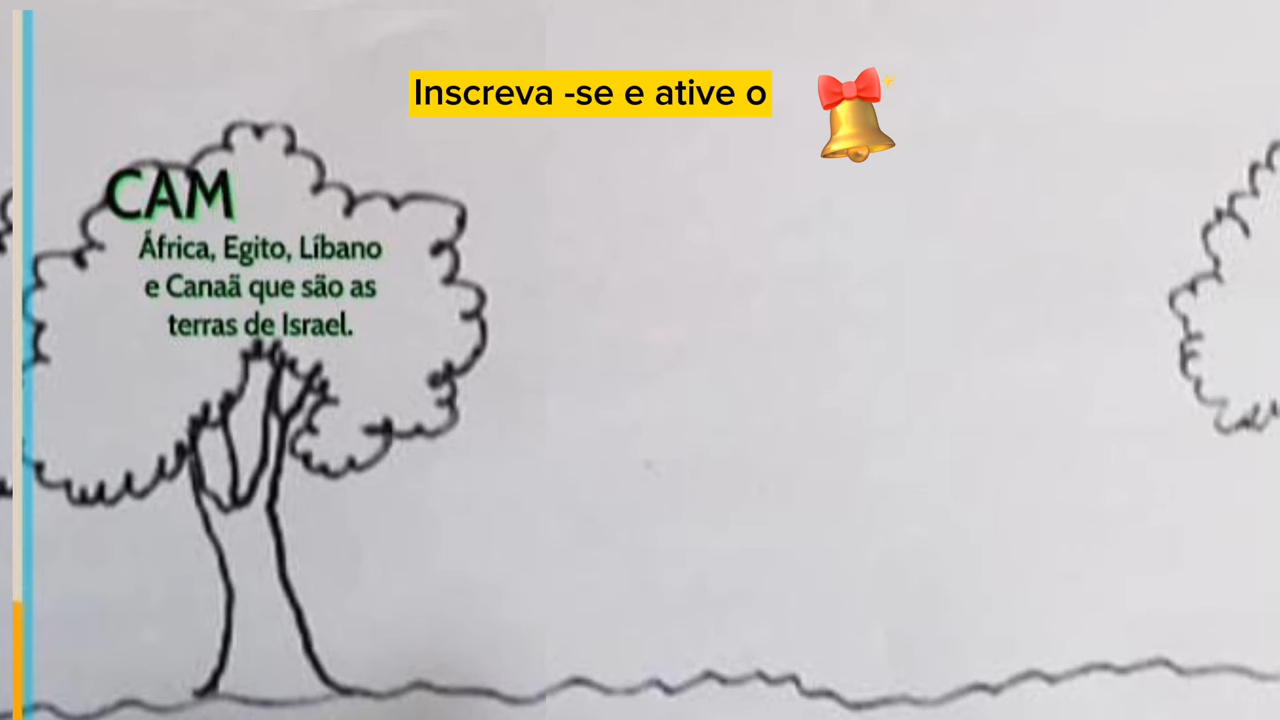 Inscreva -se e ative o
CAM
África, Egito, Líbano
e Canaã que são as
terras de Israel.